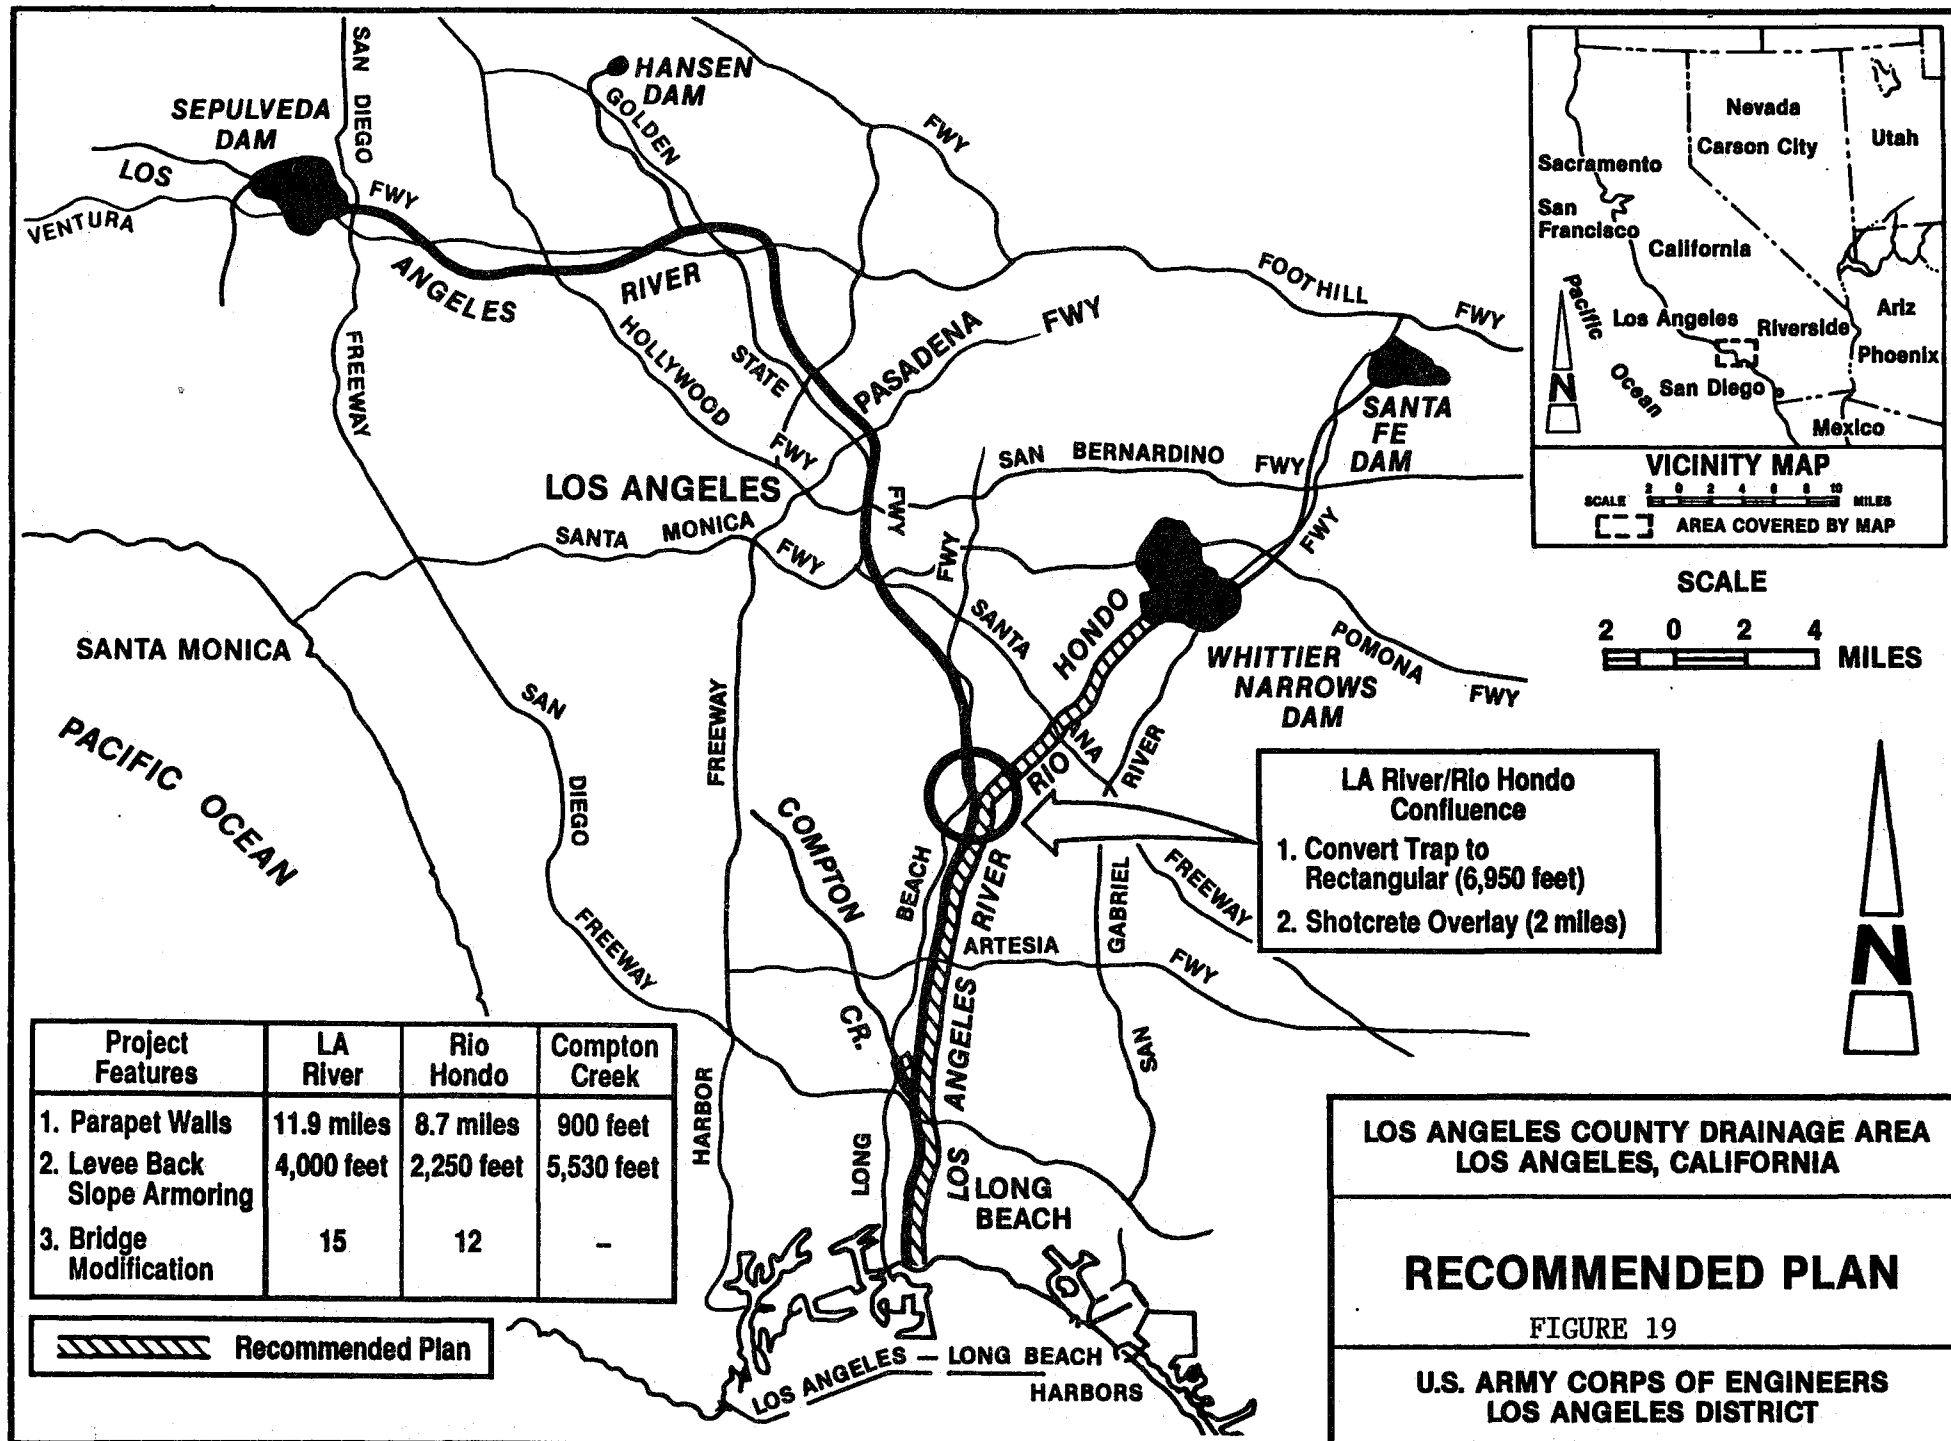 SAN DIEGO
FREEWAY
HANSEN
DAM
GOLDEN
STATE
FWY
SEPULVEDA
DAM
FWY
LOS
ANGELES
RIVER
VENTURA
FWY
HOLLYWOOD
FWY
PASADENA
FWY
FOOTHILL
FWY
SANTA
FE
DAM
LOS ANGELES
SAN BERNARDINO FWY
FWY
FWY
FWY
SANTA MONICA
FWY
SANTA MONICA
PACIFIC OCEAN
SAN
DIEGO
FREEWAY
HARBOR
FREEWAY
SANTA
ANA
FREEWAY
RIO
HONDO
WHITTIER
NARROWS
DAM
POMONA
FWY
SAN
GABRIEL
RIVER
COMPTON
CR.
LONG
BEACH
LOS
ANGELES
RIVER
ARTESIA
FWY
LONG
BEACH
LOS ANGELES – LONG BEACH
HARBORS
LA River/Rio Hondo
Confluence
1. Convert Trap to
Rectangular (6,950 feet)
2. Shotcrete Overlay (2 miles)
Nevada
Carson City
Utah
Sacramento
San
Francisco
California
Pacific
Ocean
Los Angeles
Riverside
Ariz
Phoenix
San Diego
Mexico
N
VICINITY MAP
SCALE 2 0 2 4 6 8 10 MILES
AREA COVERED BY MAP
SCALE
2 0 2 4 MILES
N
Project Features LA River Rio Hondo Compton Creek
1. Parapet Walls 11.9 miles 8.7 miles 900 feet
2. Levee Back 4,000 feet 2,250 feet 5,530 feet
Slope Armoring
3. Bridge 15 12 –
Modification
Recommended Plan
LOS ANGELES COUNTY DRAINAGE AREA
LOS ANGELES, CALIFORNIA
RECOMMENDED PLAN
FIGURE 19
U.S. ARMY CORPS OF ENGINEERS
LOS ANGELES DISTRICT